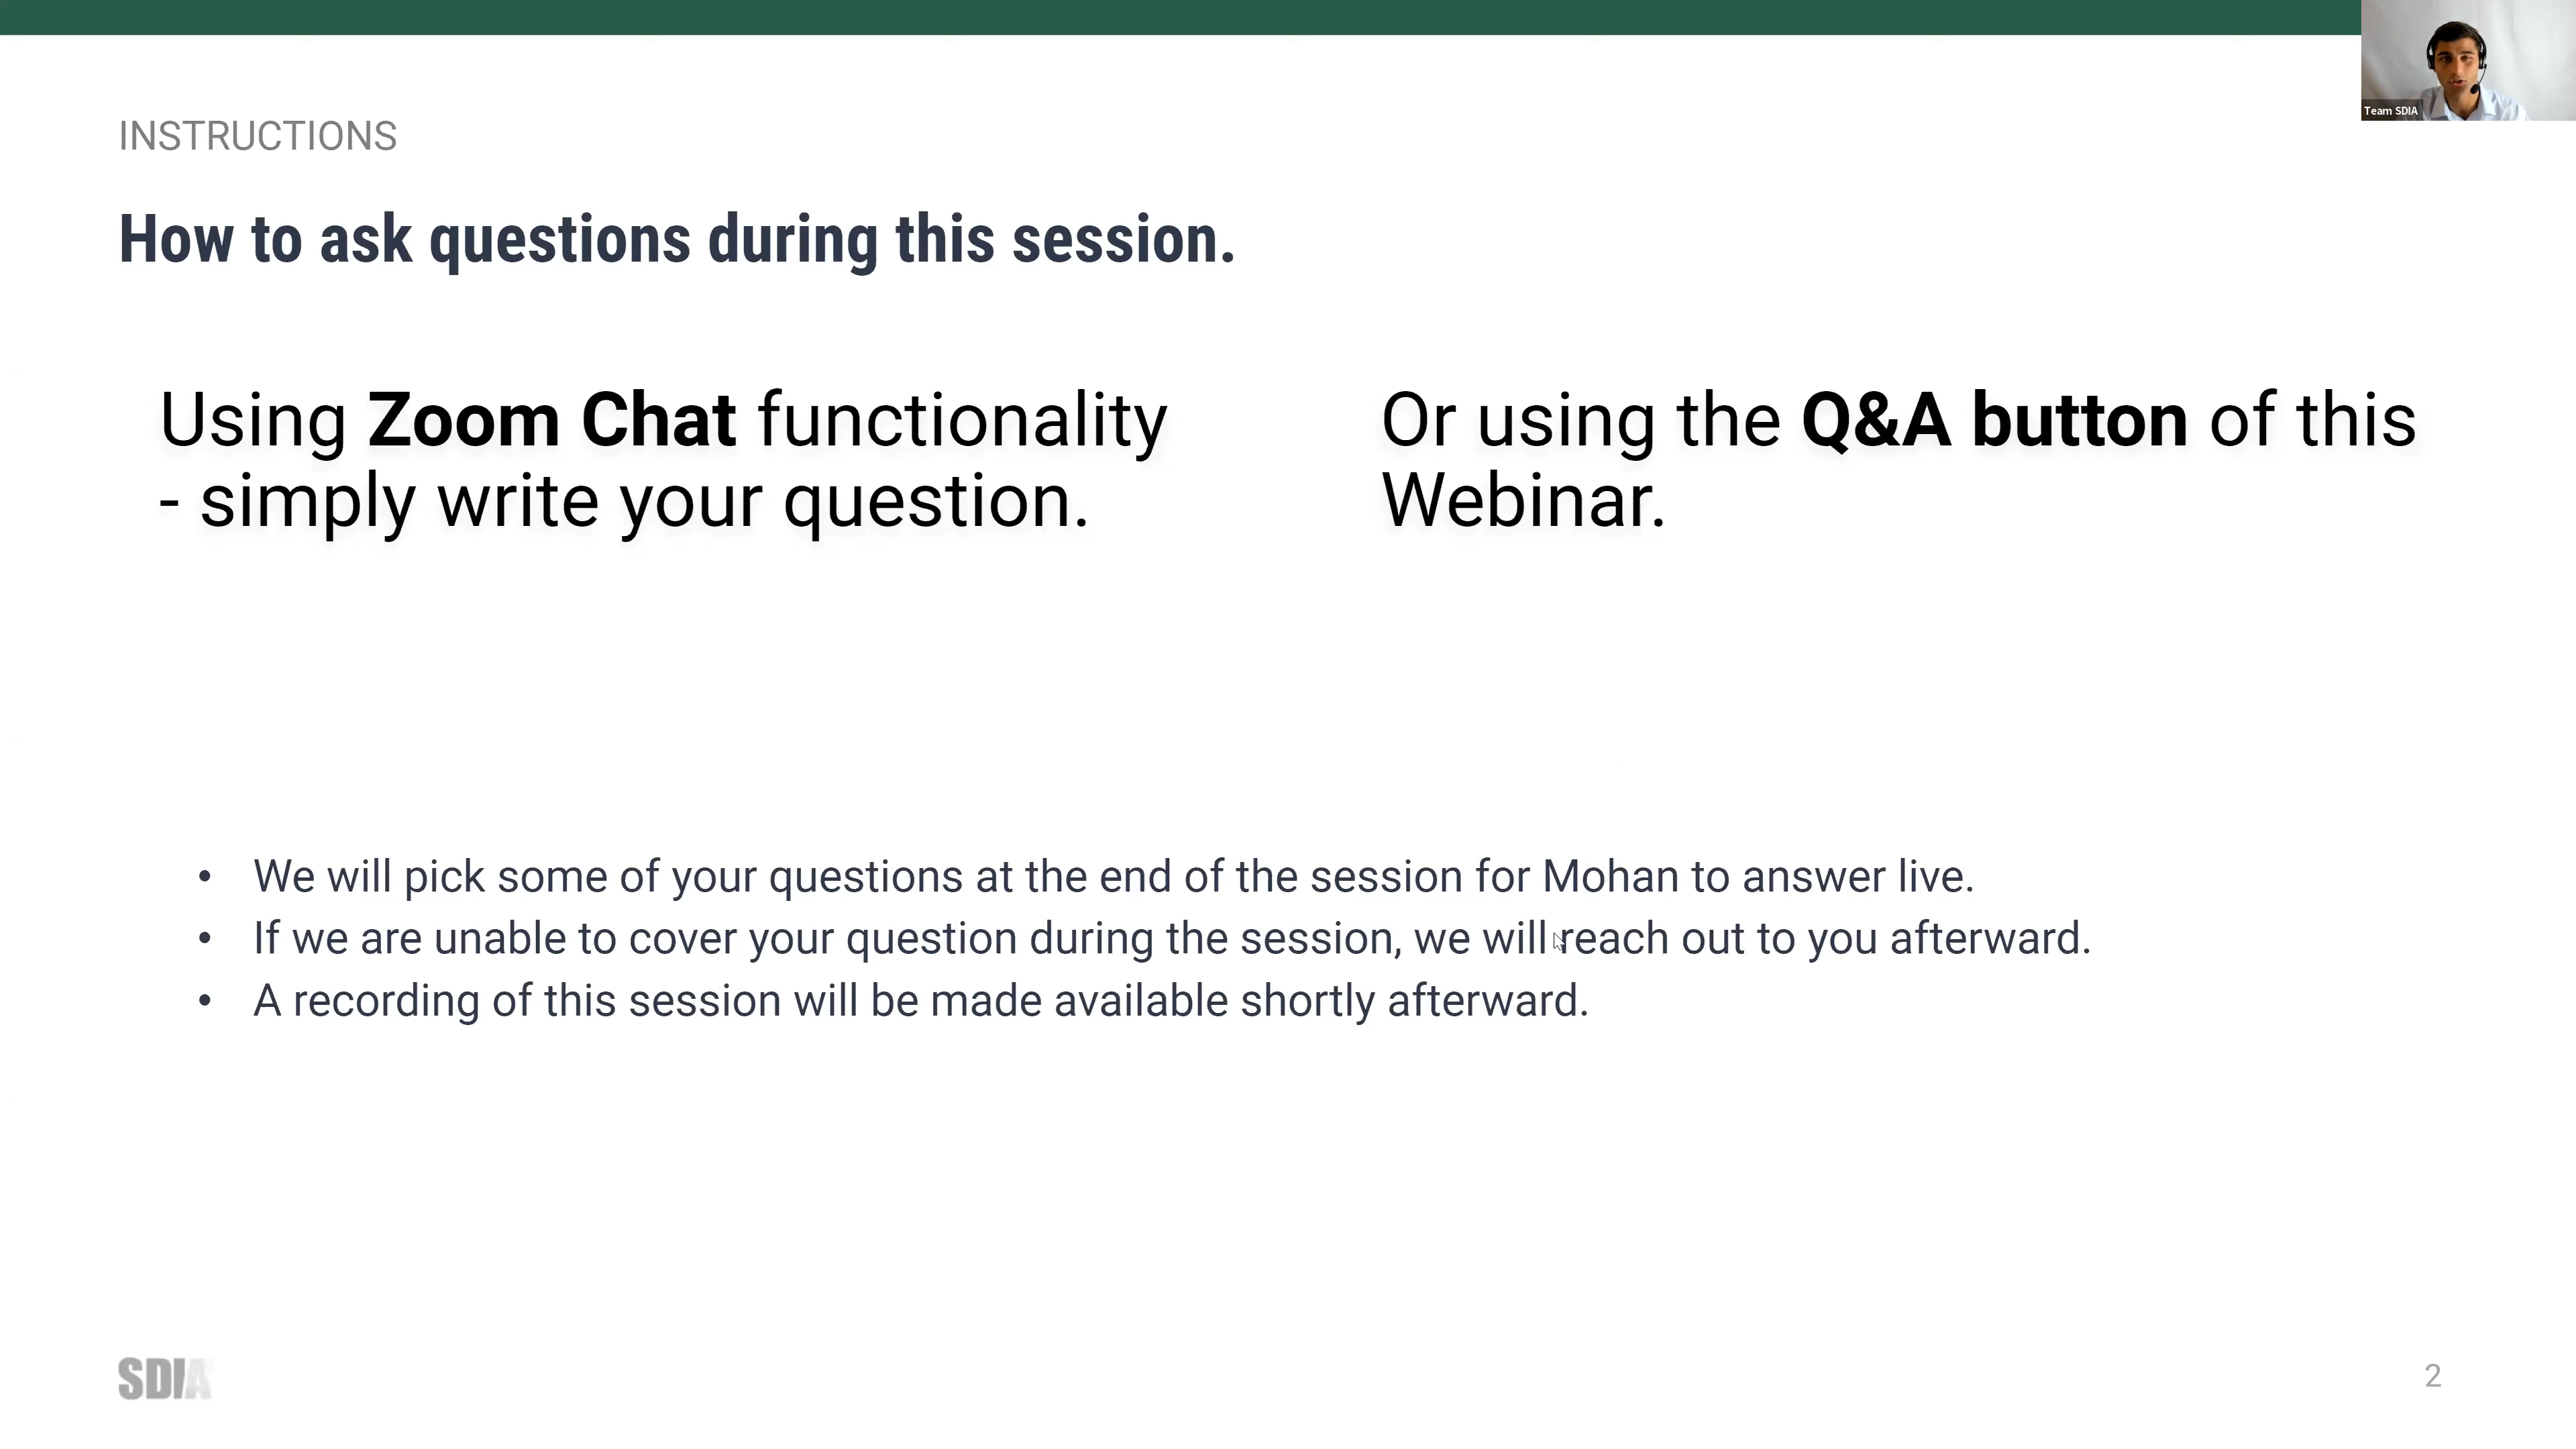 Team SDIA
INSTRUCTIONS
How to ask questions during this session.
Using Zoom Chat functionality
- simply write your question.
Or using the Q&A button of this
Webinar.
• We will pick some of your questions at the end of the session for Mohan to answer live.
• If we are unable to cover your question during the session, we will reach out to you afterward.
• A recording of this session will be made available shortly afterward.
SDIA
2